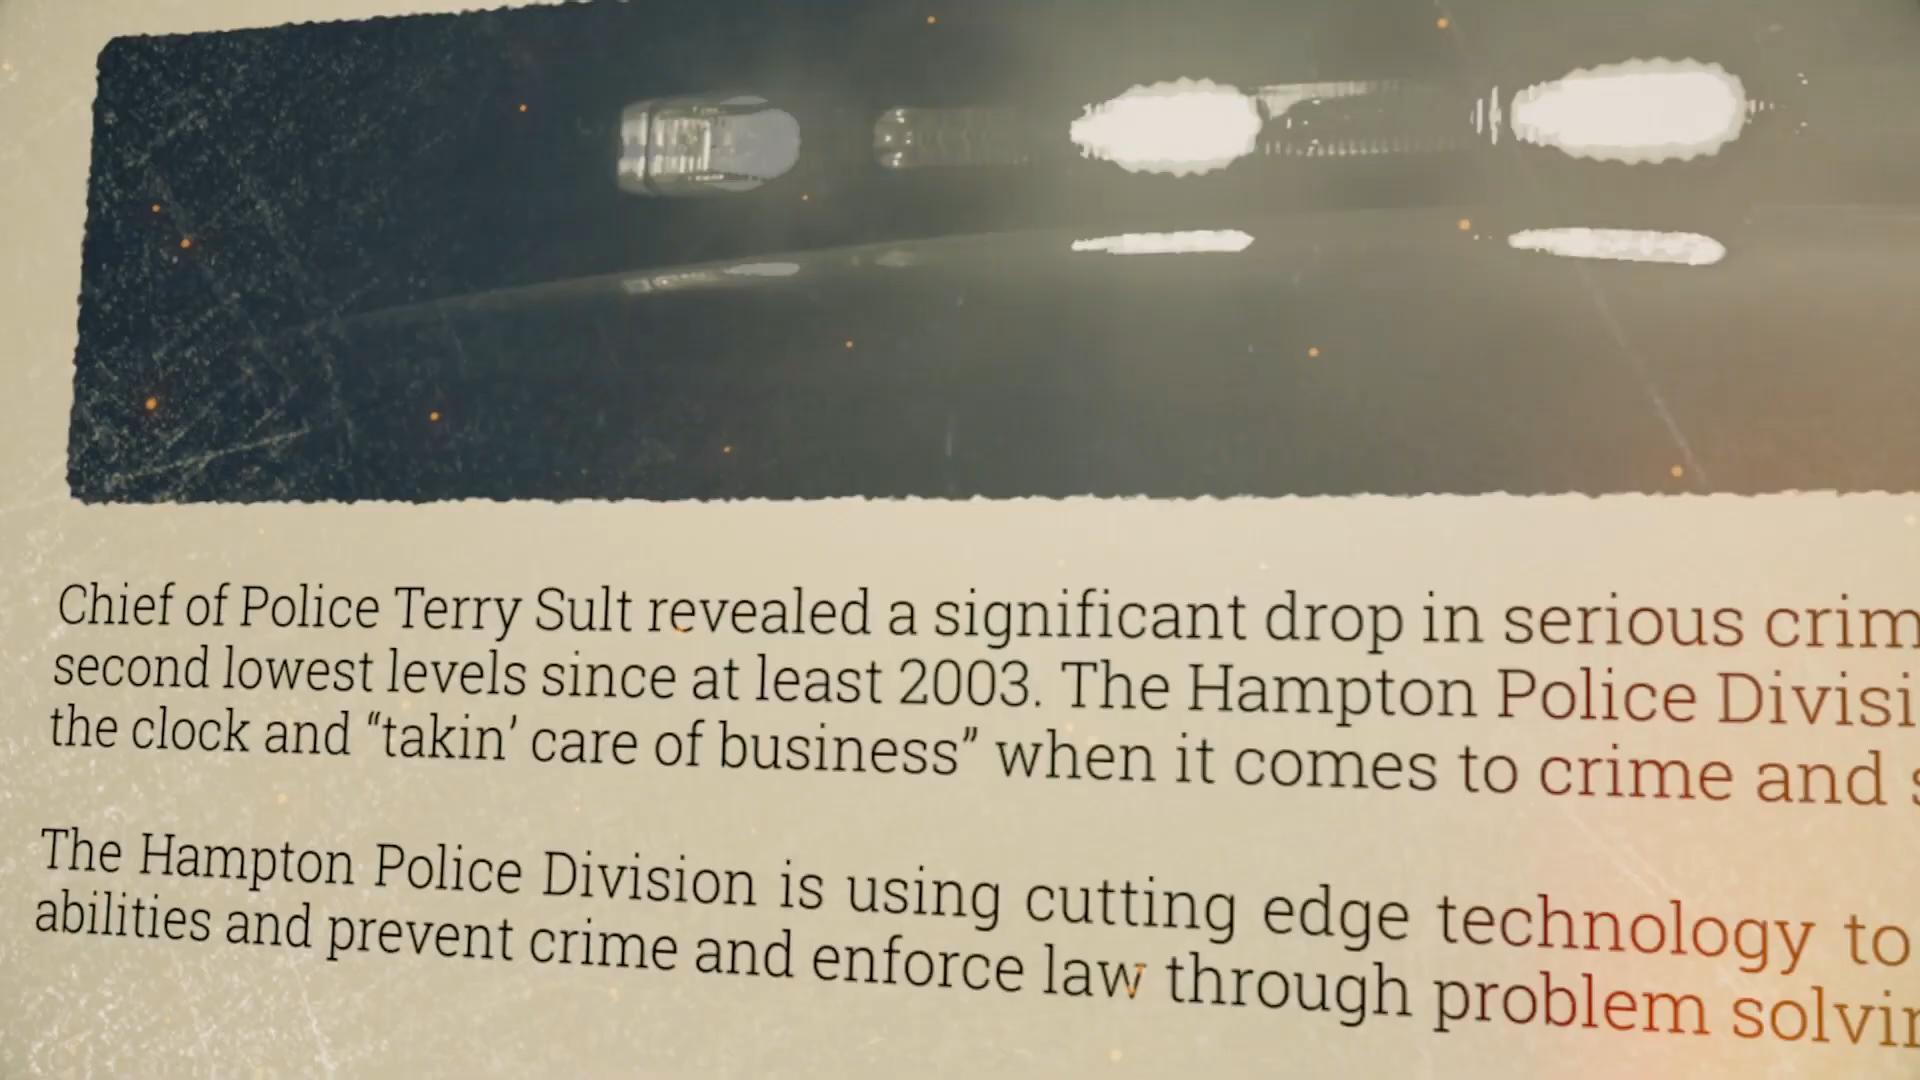 Chief of Police Terry Sult revealed a significant drop in serious crim
second lowest levels since at least 2003. The Hampton Police Divisi
the clock and “takin’ care of business” when it comes to crime and s
The Hampton Police Division is using cutting edge technology to
abilities and prevent crime and enforce law through problem solvin